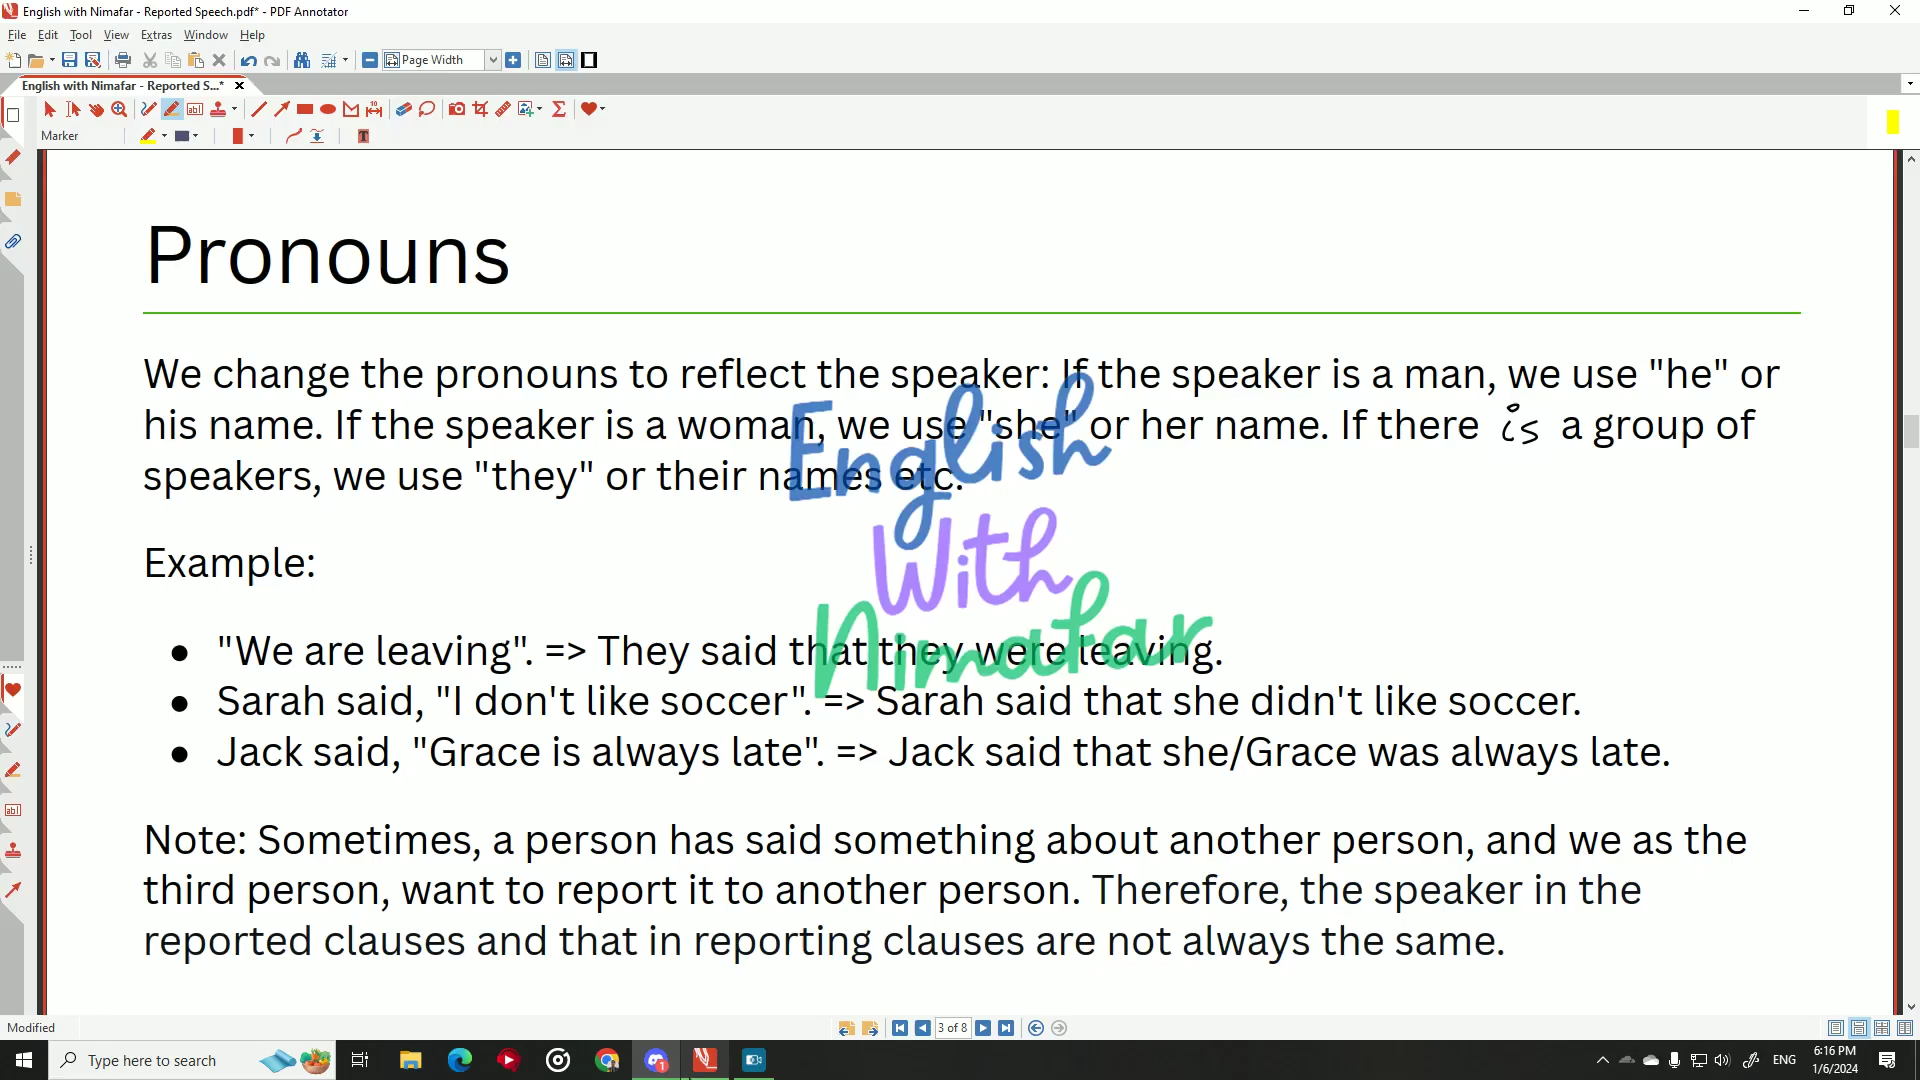 English with Nimafar - Reported Speech.pdf* - PDF Annotator
File Edit Tool View Extras Window Help
Page Width
English with Nimafar - Reported S...*
Marker
Pronouns
We change the pronouns to reflect the speaker: If the speaker is a man, we use "he" or
his name. If the speaker is a woman, we use "she" or her name. If there is a group of
speakers, we use "they" or their names etc.
English
With
Nimafar
Example:
● "We are leaving". => They said that they were leaving.
● Sarah said, "I don't like soccer". => Sarah said that she didn't like soccer.
● Jack said, "Grace is always late". => Jack said that she/Grace was always late.
Note: Sometimes, a person has said something about another person, and we as the
third person, want to report it to another person. Therefore, the speaker in the
reported clauses and that in reporting clauses are not always the same.
Modified
3 of 8
Type here to search
ENG
6:16 PM
1/6/2024